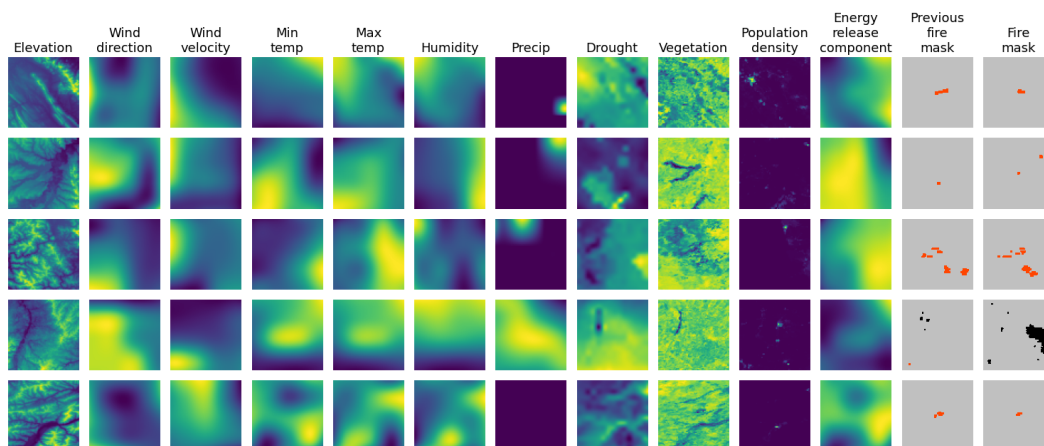 Elevation
Wind
direction
Wind
velocity
Min
temp
Max
temp
Humidity
Precip
Drought
Vegetation
Population
density
Energy
release
component
Previous
fire
mask
Fire
mask